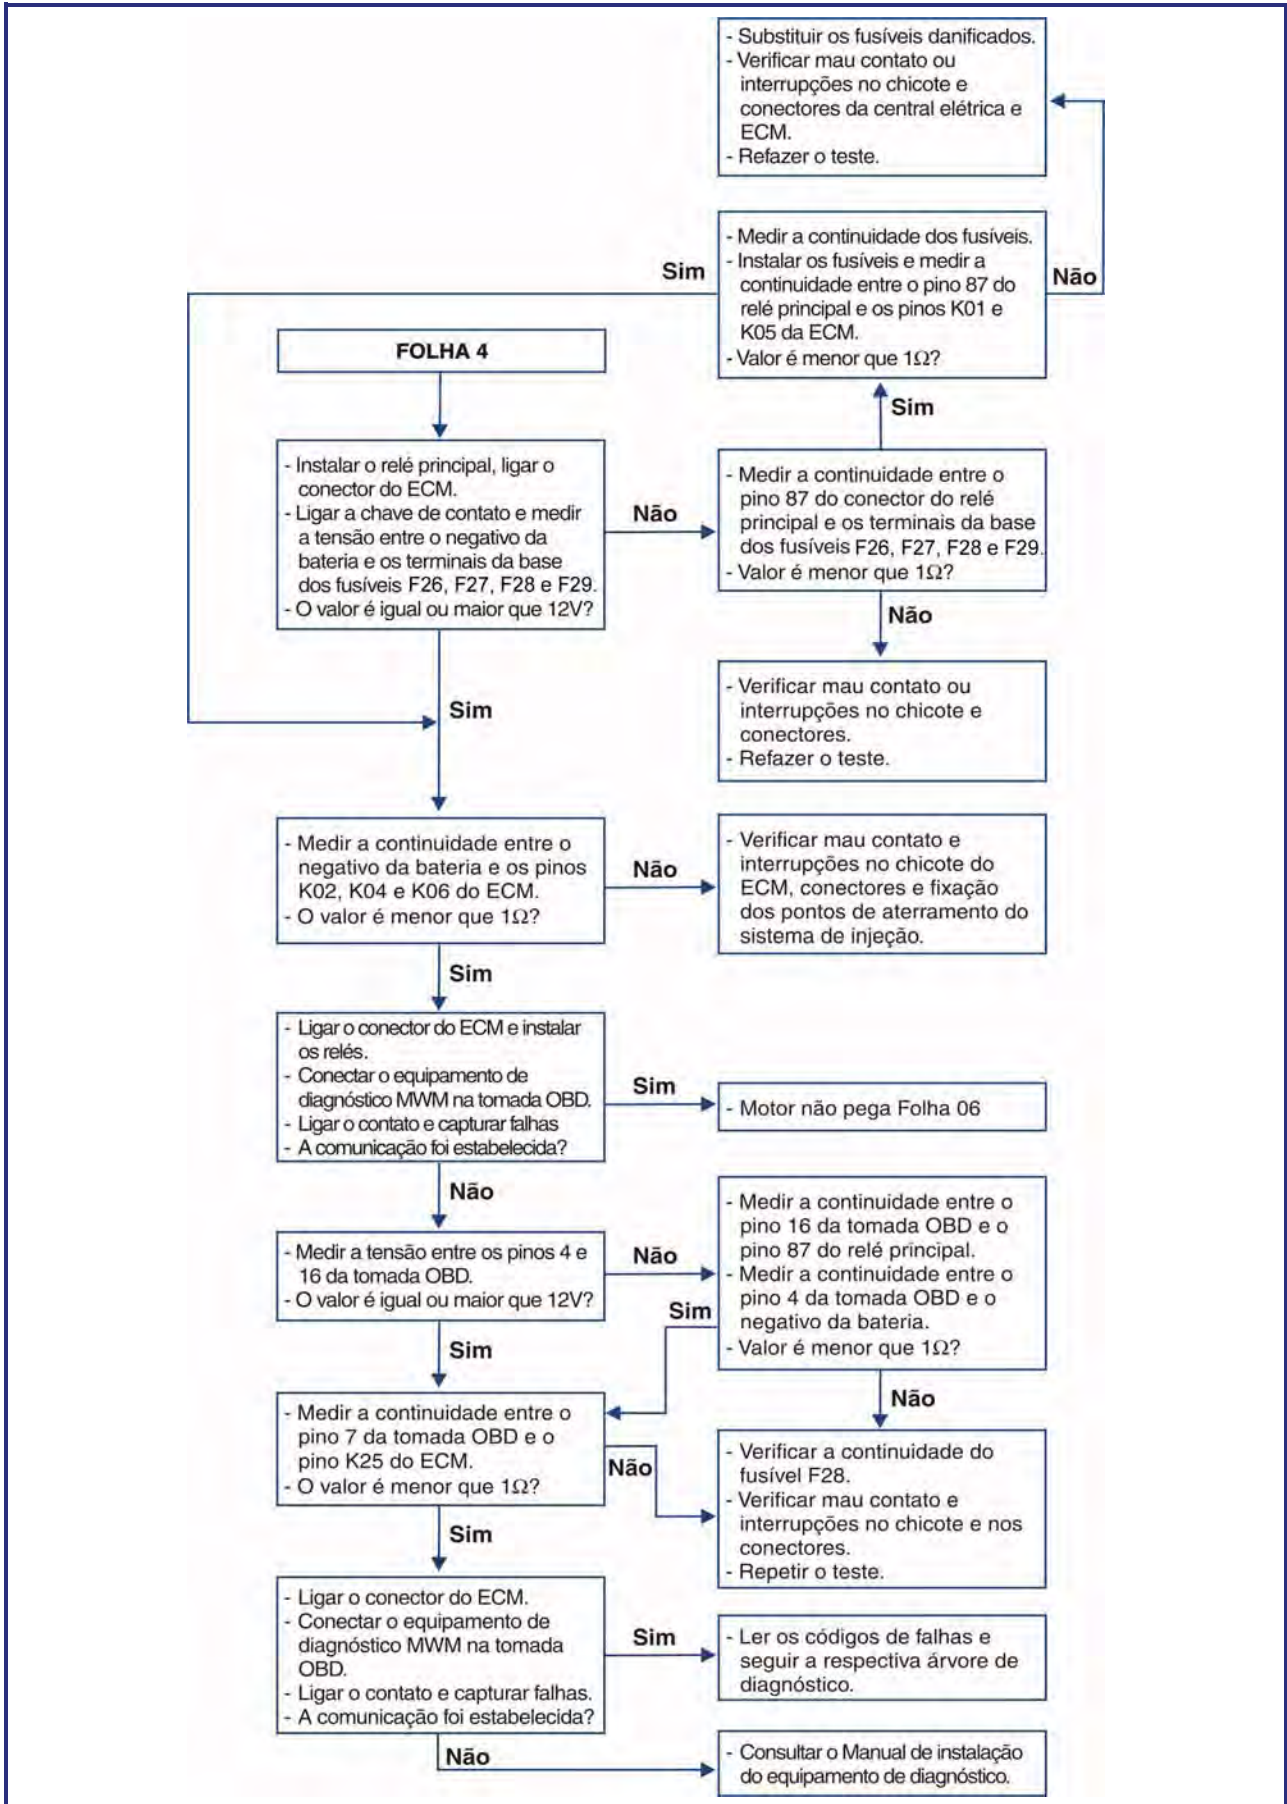 - Substituir os fusíveis danificados.
- Verificar mau contato ou
interrupções no chicote e
conectores da central elétrica e
ECM.
- Refazer o teste.
- Medir a continuidade dos fusíveis.
- Instalar os fusíveis e medir a
continuidade entre o pino 87 do
relé principal e os pinos K01 e
K05 da ECM.
- Valor é menor que 1Ω?
Sim
Não
FOLHA 4
Sim
- Instalar o relé principal, ligar o
conector do ECM.
- Ligar a chave de contato e medir
a tensão entre o negativo da
bateria e os terminais da base
dos fusíveis F26, F27, F28 e F29.
- O valor é igual ou maior que 12V?
Não
- Medir a continuidade entre o
pino 87 do conector do relé
principal e os terminais da base
dos fusíveis F26, F27, F28 e F29.
- Valor é menor que 1Ω?
Não
Sim
- Verificar mau contato ou
interrupções no chicote e
conectores.
- Refazer o teste.
- Medir a continuidade entre o
negativo da bateria e os pinos
K02, K04 e K06 do ECM.
- O valor é menor que 1Ω?
Não
- Verificar mau contato e
interrupções no chicote do
ECM, conectores e fixação
dos pontos de aterramento do
sistema de injeção.
Sim
- Ligar o conector do ECM e instalar
os relés.
- Conectar o equipamento de
diagnóstico MWM na tomada OBD.
- Ligar o contato e capturar falhas
- A comunicação foi estabelecida?
Sim
- Motor não pega Folha 06
Não
- Medir a tensão entre os pinos 4 e
16 da tomada OBD.
- O valor é igual ou maior que 12V?
Não
- Medir a continuidade entre o
pino 16 da tomada OBD e o
pino 87 do relé principal.
- Medir a continuidade entre o
pino 4 da tomada OBD e o
negativo da bateria.
- Valor é menor que 1Ω?
Sim
Sim
Não
- Medir a continuidade entre o
pino 7 da tomada OBD e o
pino K25 do ECM.
- O valor é menor que 1Ω?
Não
- Verificar a continuidade do
fusível F28.
- Verificar mau contato e
interrupções no chicote e nos
conectores.
- Repetir o teste.
Sim
- Ligar o conector do ECM.
- Conectar o equipamento de
diagnóstico MWM na tomada
OBD.
- Ligar o contato e capturar falhas.
- A comunicação foi estabelecida?
Sim
- Ler os códigos de falhas e
seguir a respectiva árvore de
diagnóstico.
Não
- Consultar o Manual de instalação
do equipamento de diagnóstico.